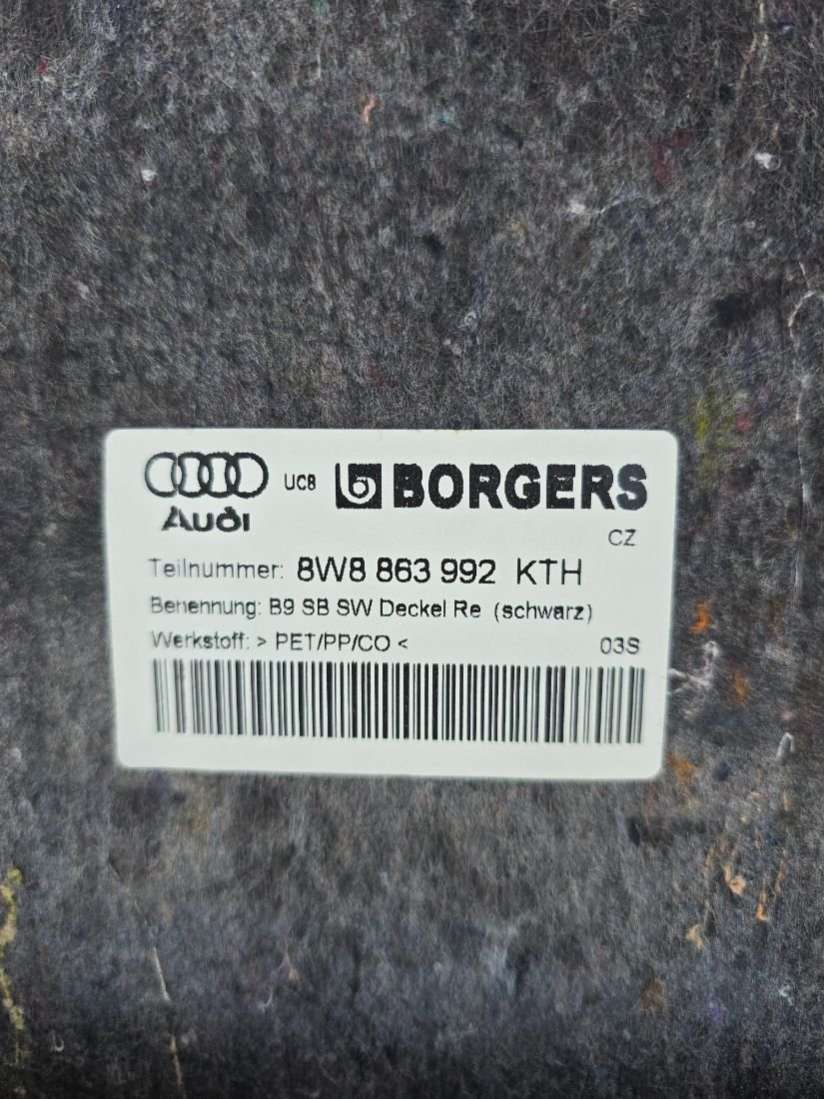 Audi UC8 BORGERS
CZ
Teilnummer: 8W8 863 992 KTH
Benennung: B9 SB SW Deckel Re (schwarz)
Werkstoff: > PET/PP/CO <
03S